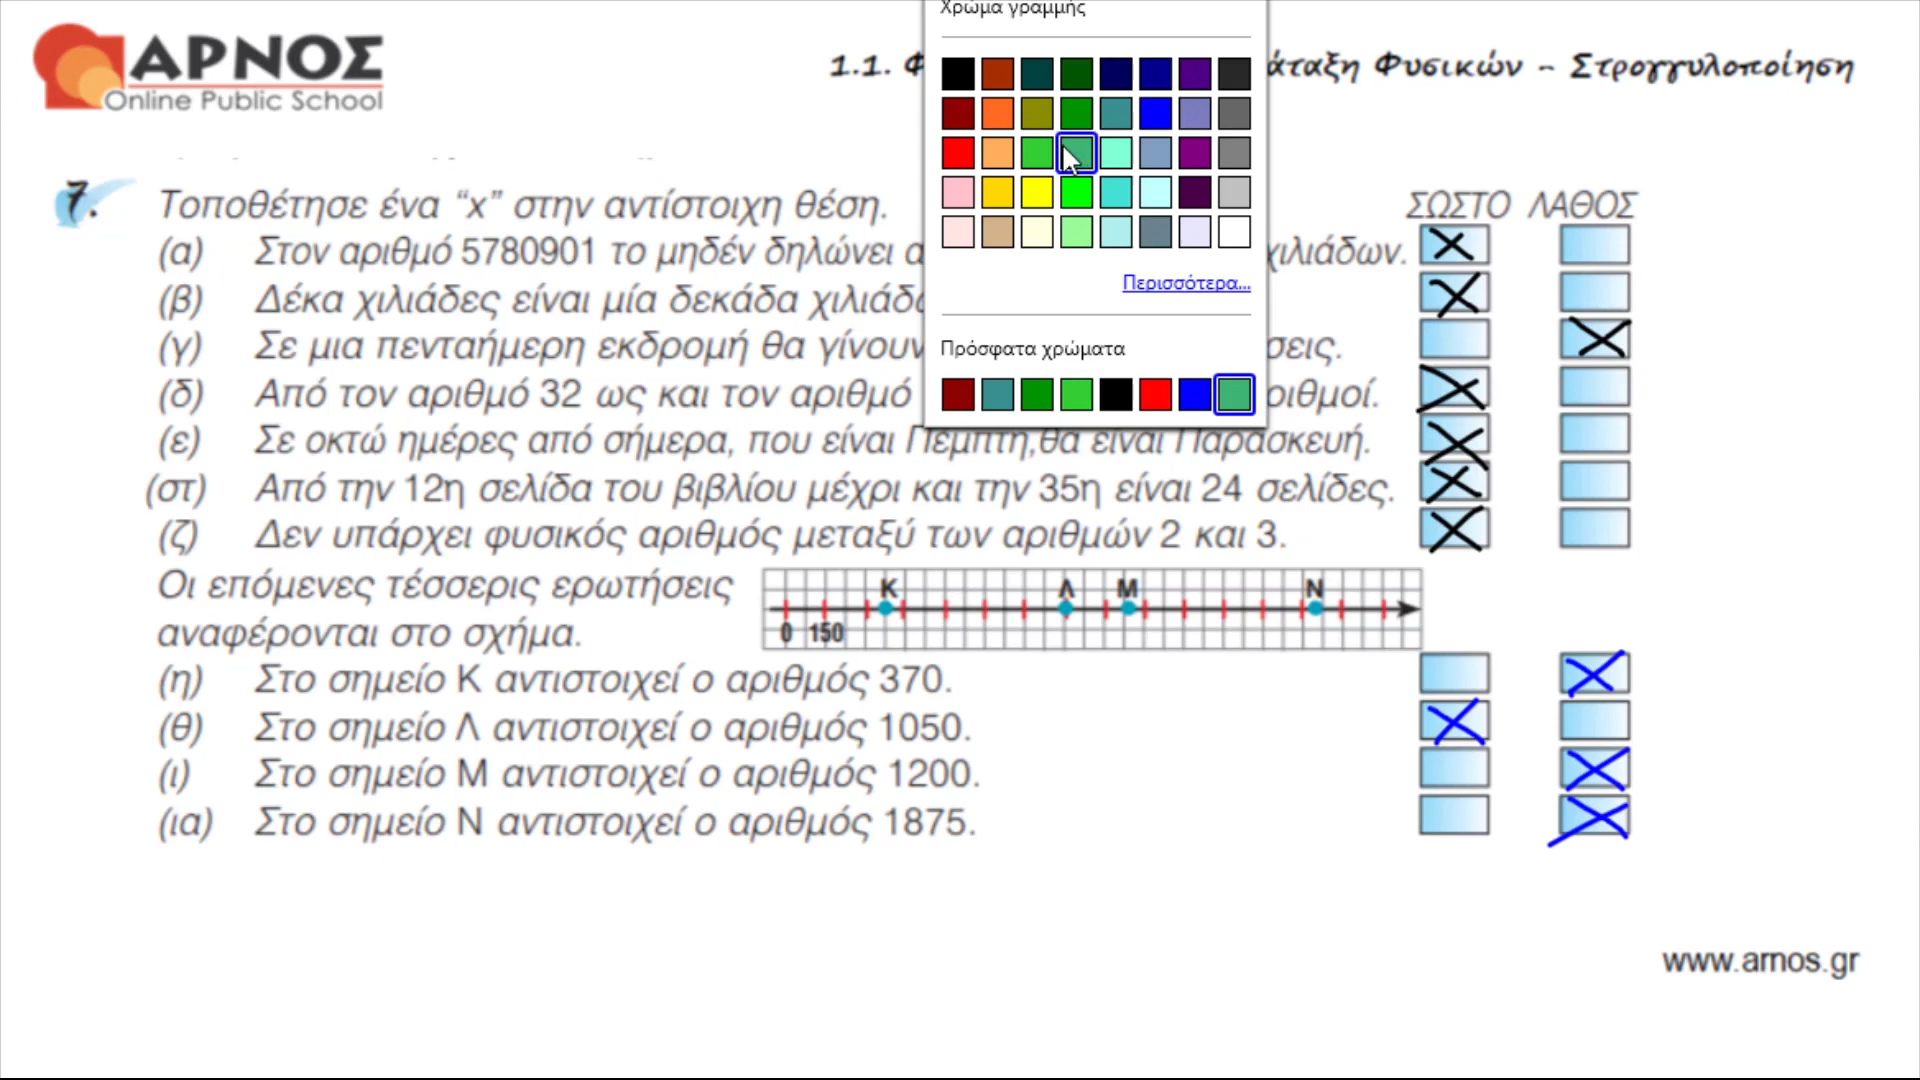 Χρώμα γραμμής
ΑΡΝΟΣ
Online Public School
1.1. Φ άταξη Φυσικών - Στρογγυλοποίηση
7. Τοποθέτησε ένα “x” στην αντίστοιχη θέση. ΣΩΣΤΟ ΛΑΘΟΣ
(α) Στον αριθμό 5780901 το μηδέν δηλώνει α χιλιάδων.
Περισσότερα...
(β) Δέκα χιλιάδες είναι μία δεκάδα χιλιάδ
Πρόσφατα χρώματα
(γ) Σε μια πενταήμερη εκδρομή θα γίνουν σεις.
(δ) Από τον αριθμό 32 ως και τον αριθμό ριθμοί.
(ε) Σε οκτώ ημέρες από σήμερα, που είναι Πέμπτη,θα είναι Παρασκευή.
(στ) Από την 12η σελίδα του βιβλίου μέχρι και την 35η είναι 24 σελίδες.
(ζ) Δεν υπάρχει φυσικός αριθμός μεταξύ των αριθμών 2 και 3.
Οι επόμενες τέσσερις ερωτήσεις
αναφέρονται στο σχήμα.
Κ Λ Μ Ν
0 150
(η) Στο σημείο Κ αντιστοιχεί ο αριθμός 370.
(θ) Στο σημείο Λ αντιστοιχεί ο αριθμός 1050.
(ι) Στο σημείο Μ αντιστοιχεί ο αριθμός 1200.
(ια) Στο σημείο Ν αντιστοιχεί ο αριθμός 1875.
www.arnos.gr